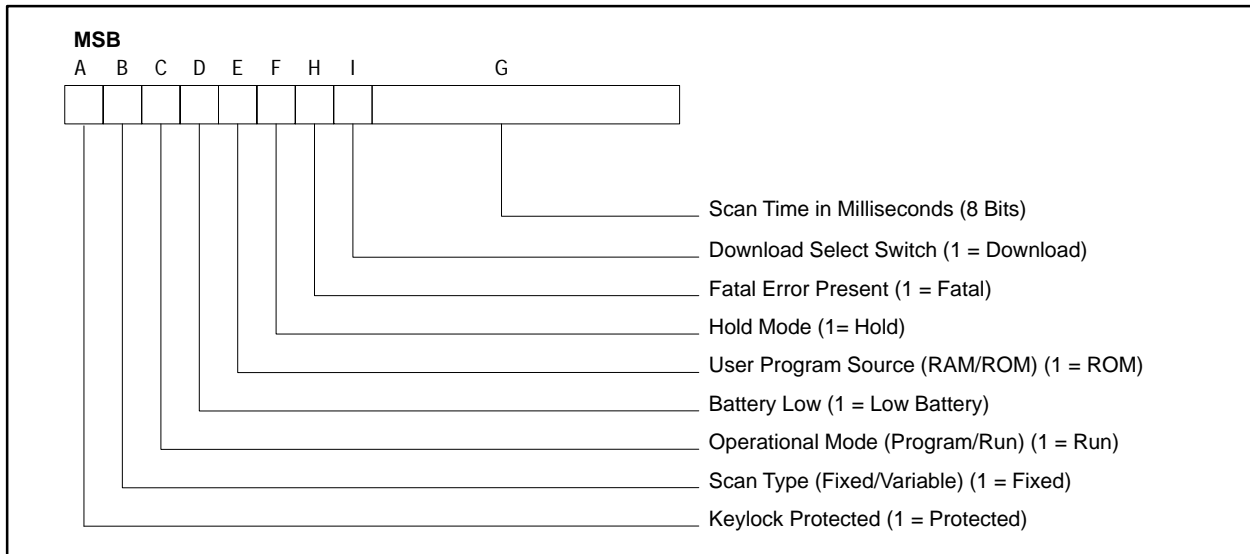 MSB
A B C D E F H I G
Scan Time in Milliseconds (8 Bits)
Download Select Switch (1 = Download)
Fatal Error Present (1 = Fatal)
Hold Mode (1= Hold)
User Program Source (RAM/ROM) (1 = ROM)
Battery Low (1 = Low Battery)
Operational Mode (Program/Run) (1 = Run)
Scan Type (Fixed/Variable) (1 = Fixed)
Keylock Protected (1 = Protected)